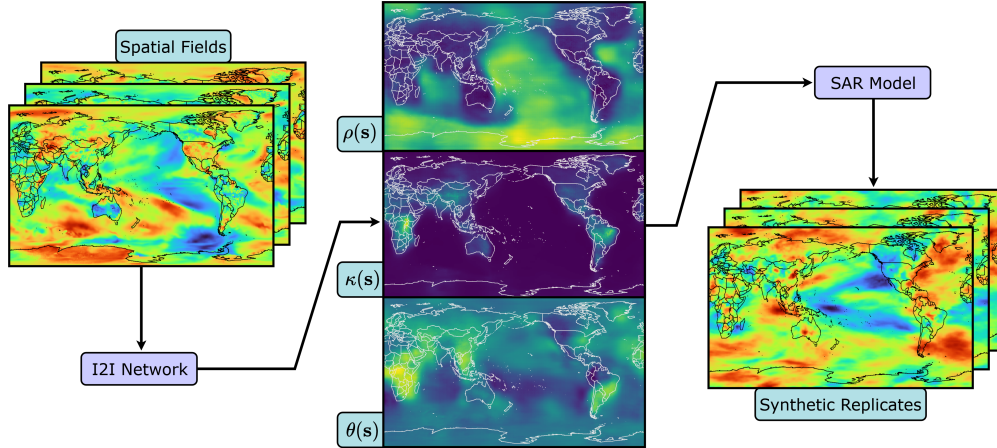 Spatial Fields
I2I Network
ρ(s)
κ(s)
θ(s)
SAR Model
Synthetic Replicates